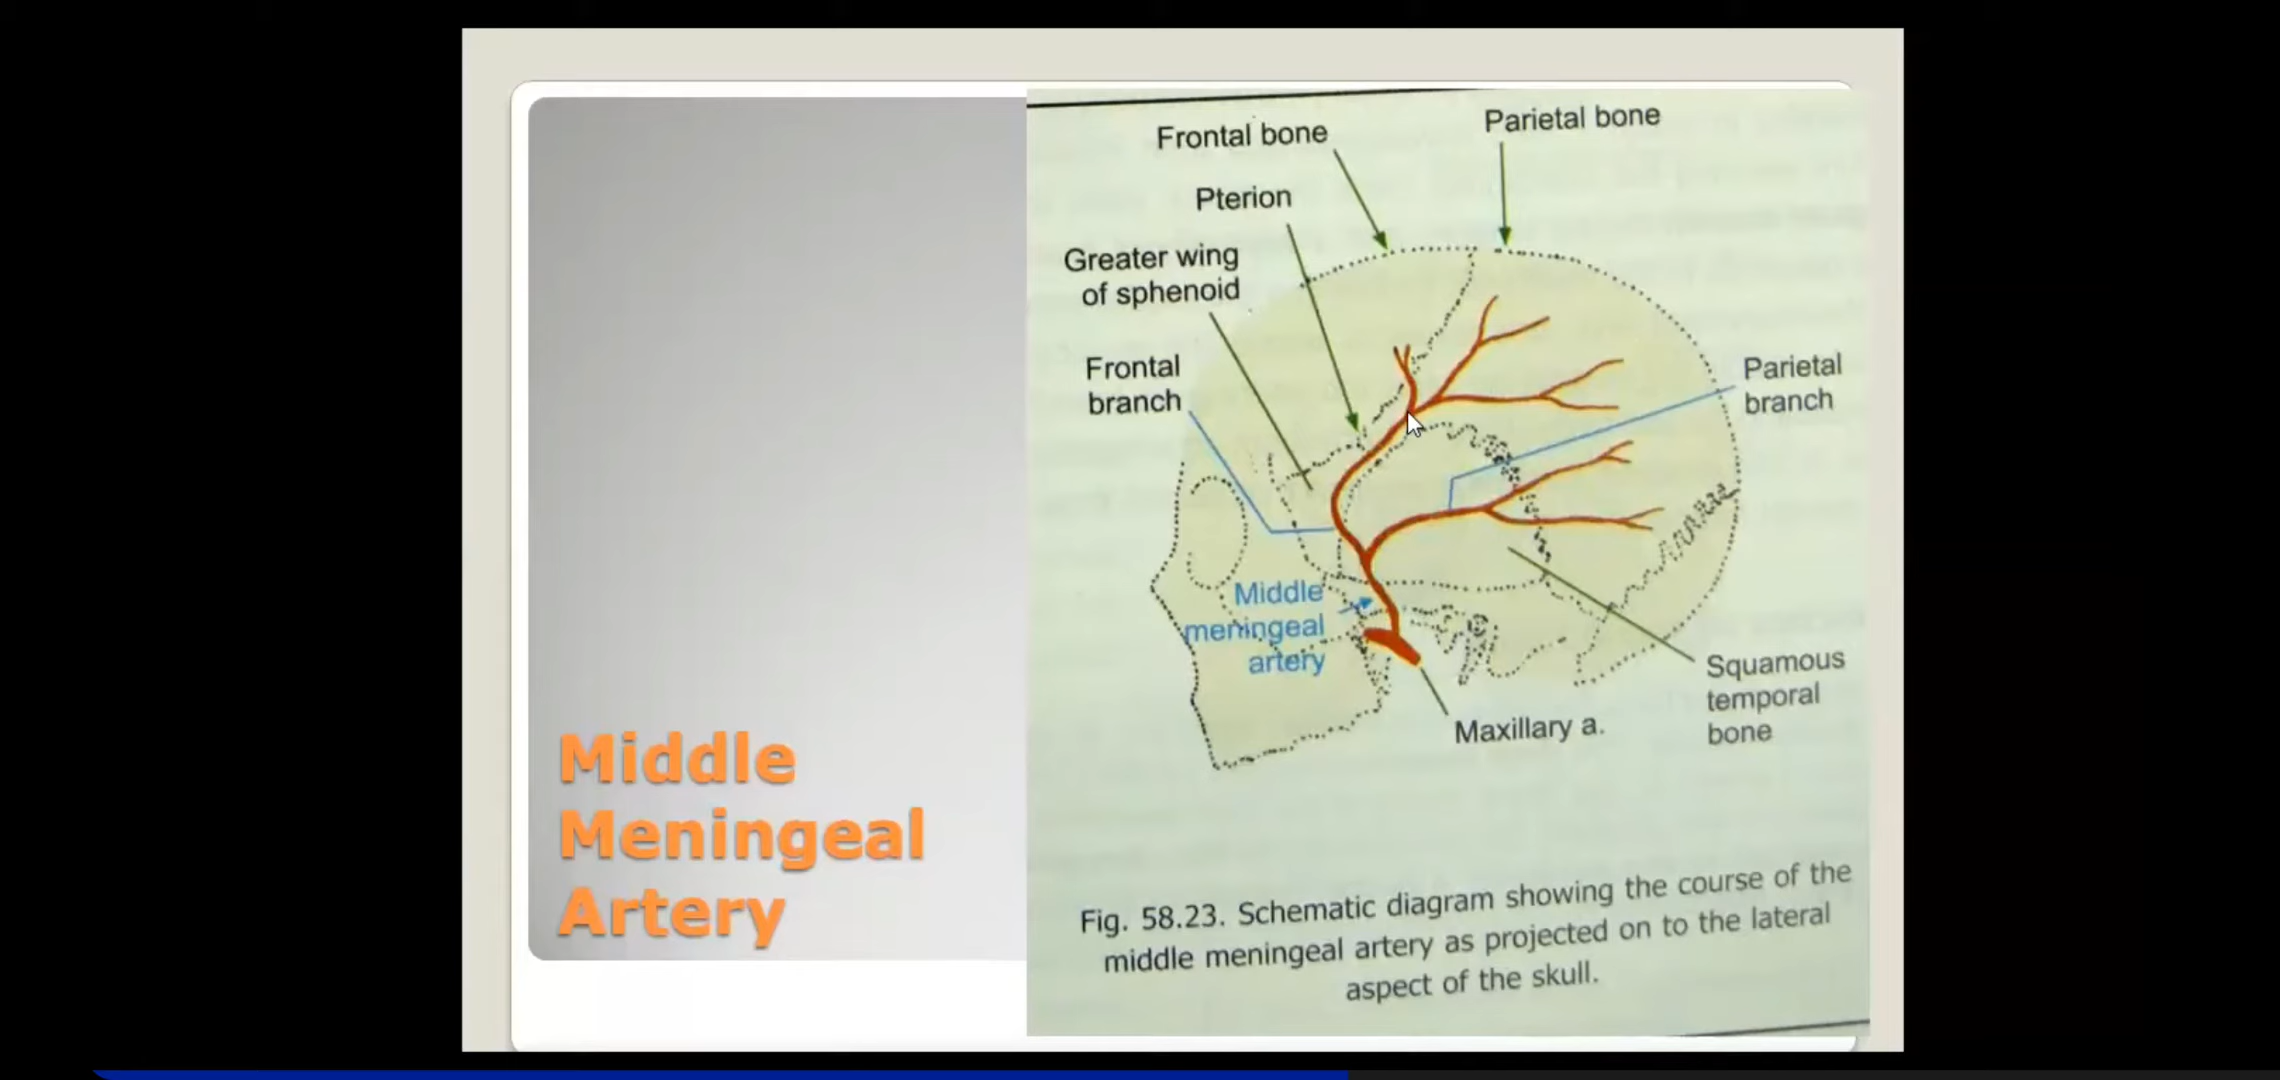 Frontal bone
Parietal bone
Pterion
Greater wing
of sphenoid
Frontal
branch
Parietal
branch
Middle
meningeal
artery
Squamous
temporal
bone
Maxillary a.
Middle
Meningeal
Artery
Fig. 58.23. Schematic diagram showing the course of the
middle meningeal artery as projected on to the lateral
aspect of the skull.